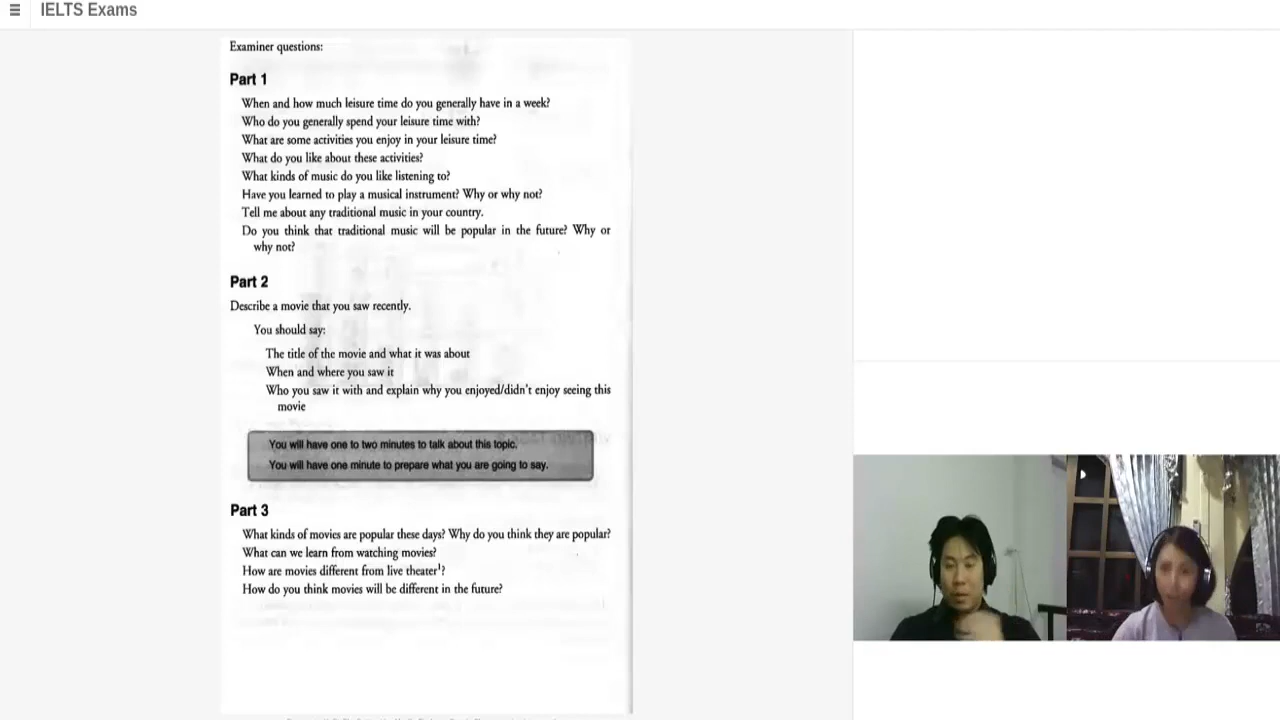 IELTS Exams
Examiner questions:
Part 1
When and how much leisure time do you generally have in a week?
Who do you generally spend your leisure time with?
What are some activities you enjoy in your leisure time?
What do you like about these activities?
What kinds of music do you like listening to?
Have you learned to play a musical instrument? Why or why not?
Tell me about any traditional music in your country.
Do you think that traditional music will be popular in the future? Why or
why not?
Part 2
Describe a movie that you saw recently.
You should say:
The title of the movie and what it was about
When and where you saw it
Who you saw it with and explain why you enjoyed/didn't enjoy seeing this
movie
You will have one to two minutes to talk about this topic.
You will have one minute to prepare what you are going to say.
Part 3
What kinds of movies are popular these days? Why do you think they are popular?
What can we learn from watching movies?
How are movies different from live theater¹?
How do you think movies will be different in the future?